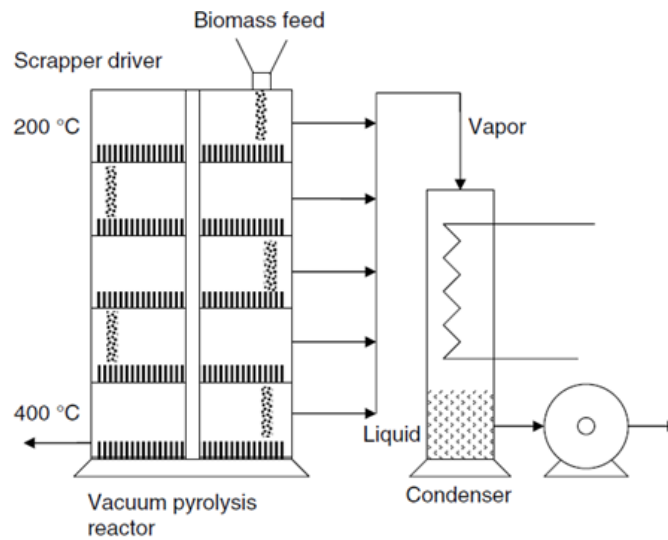 Biomass feed
Scrapper driver
200 °C
Vapor
400 °C
Liquid
Condenser
Vacuum pyrolysis
reactor